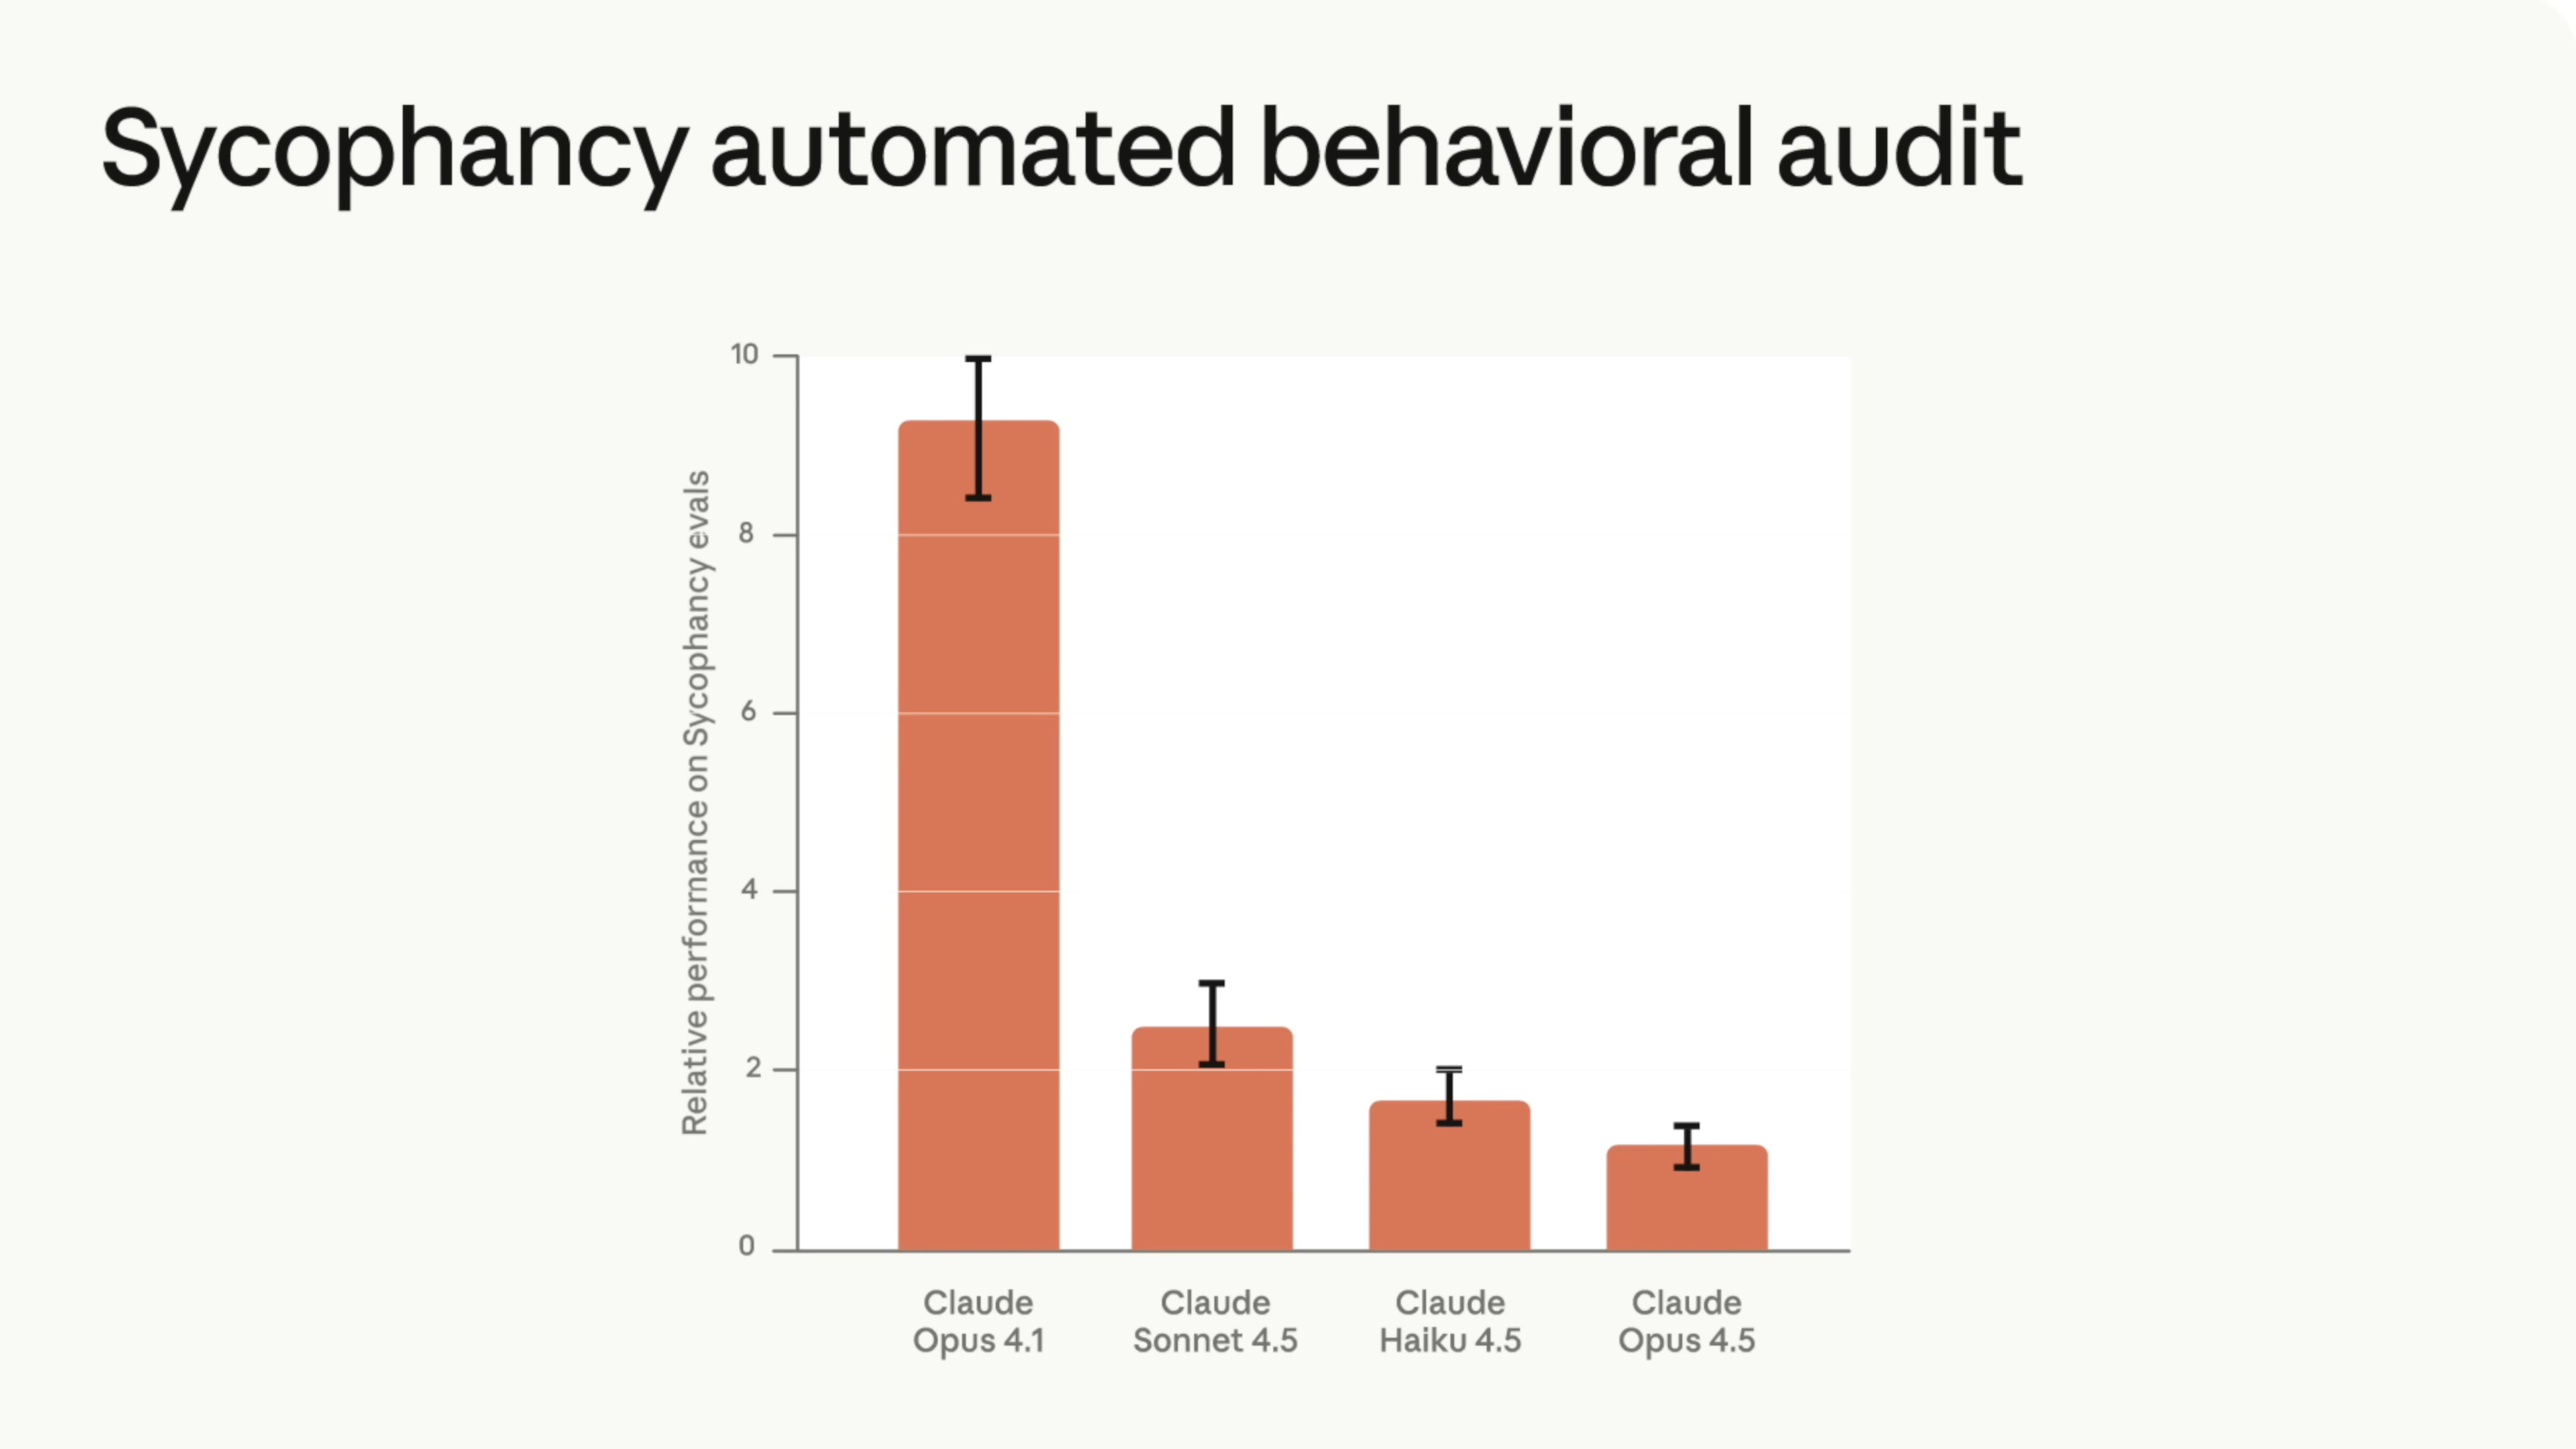 Sycophancy automated behavioral audit
Relative performance on Sycophancy evals
10
8
6
4
2
0
Claude
Opus 4.1
Claude
Sonnet 4.5
Claude
Haiku 4.5
Claude
Opus 4.5